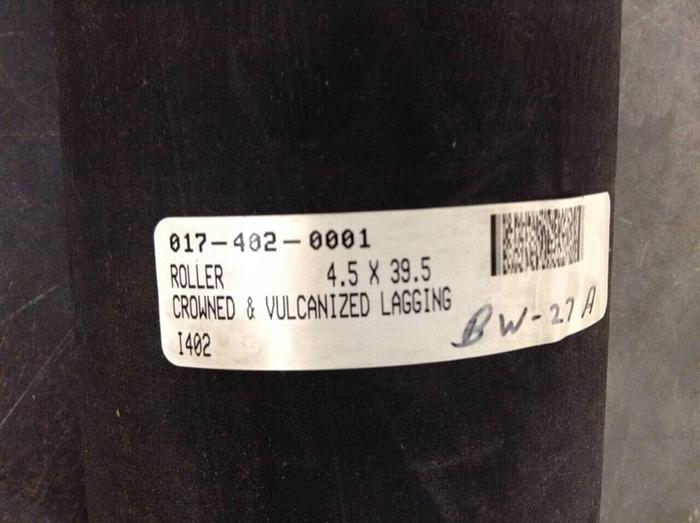 017-402-0001
ROLLER 4.5 X 39.5
CROWNED & VULCANIZED LAGGING
I402
BW-27A